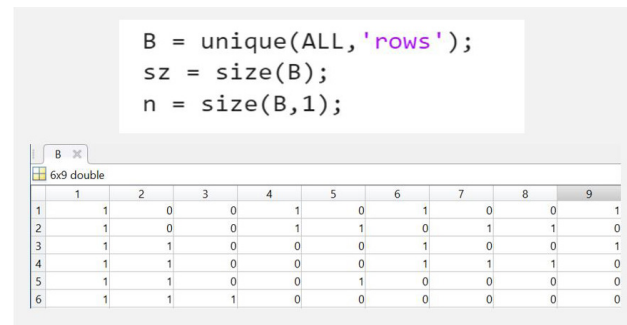 B = unique(ALL,'rows');
sz = size(B);
n = size(B,1);
B
6x9 double
1 2 3 4 5 6 7 8 9
1 1 0 0 1 0 1 0 0 1
2 1 0 0 1 1 0 1 1 0
3 1 1 0 0 0 1 0 0 1
4 1 1 0 0 0 1 1 1 0
5 1 1 0 0 1 0 0 0 0
6 1 1 1 0 0 0 0 0 0